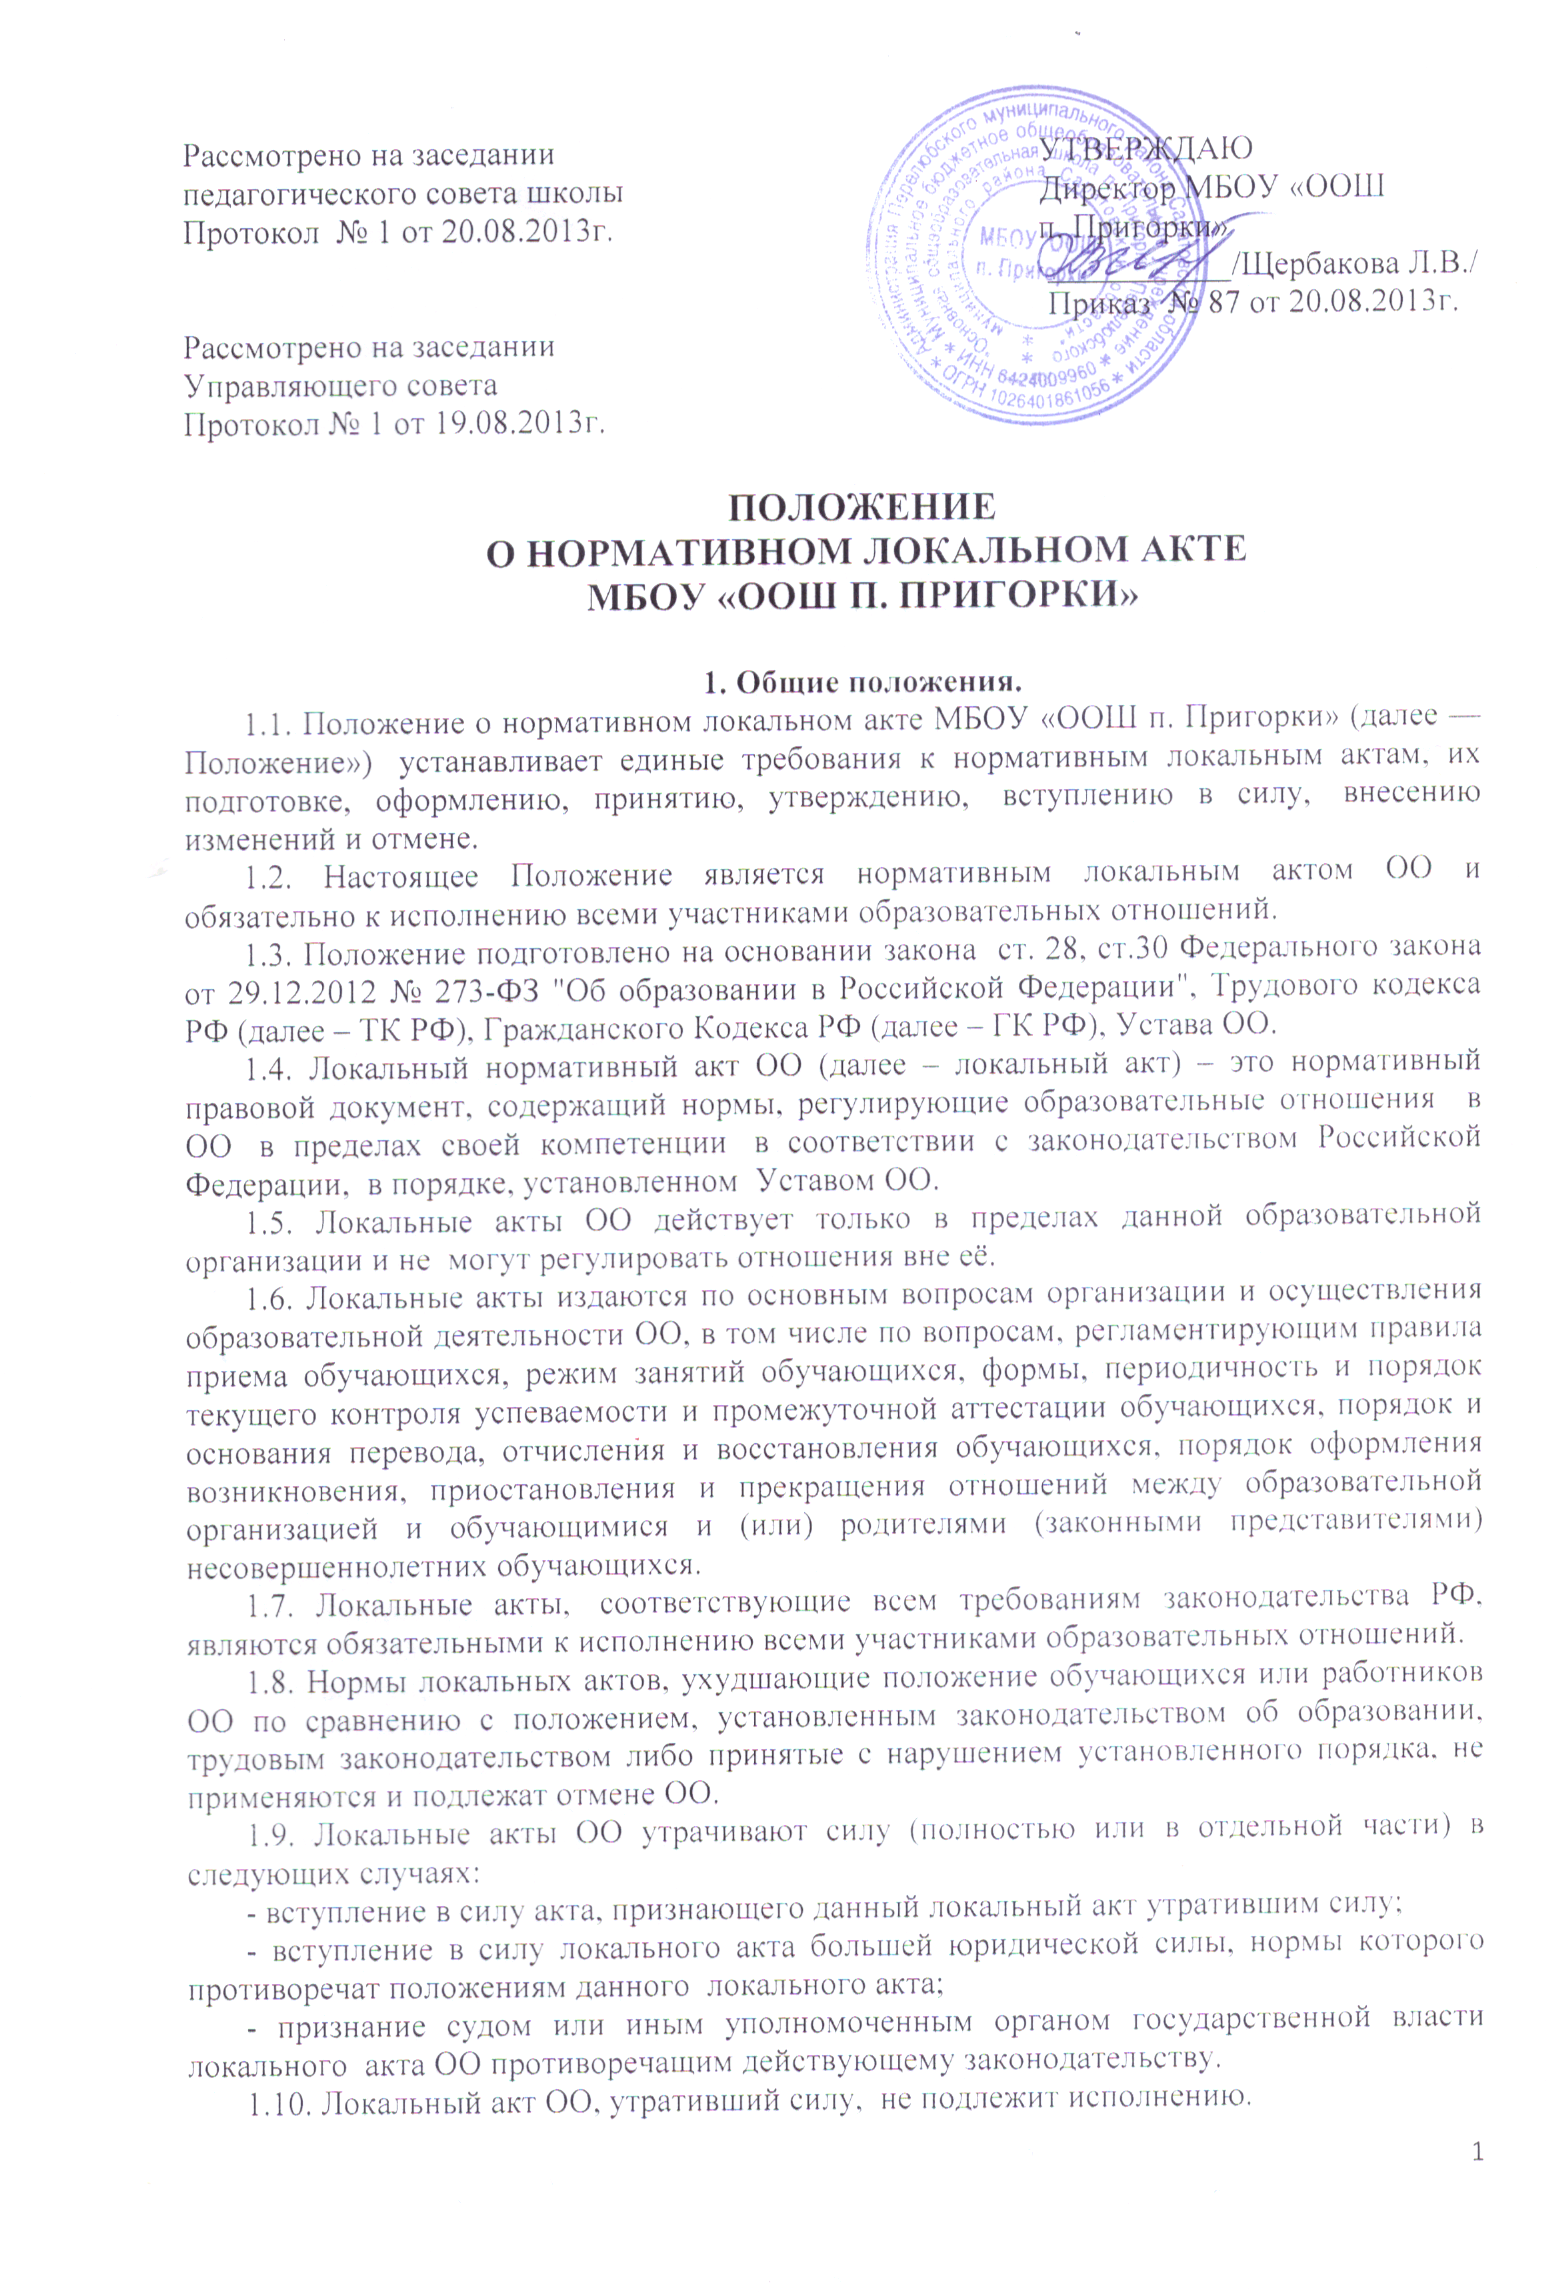 Рассмотрено на заседании
педагогического совета школы
Протокол № 1 от 20.08.2013г.
УТВЕРЖДАЮ
Директор МБОУ «ООШ
п. Пригорки»
/Щербакова Л.В./
Приказ № 87 от 20.08.2013г.
МБОУ "ООШ
п. Пригорки"
ИНН 6424009960
ОГРН 1026401861056
Рассмотрено на заседании
Управляющего совета
Протокол № 1 от 19.08.2013г.
ПОЛОЖЕНИЕ
О НОРМАТИВНОМ ЛОКАЛЬНОМ АКТЕ
МБОУ «ООШ П. ПРИГОРКИ»
1. Общие положения.
1.1. Положение о нормативном локальном акте МБОУ «ООШ п. Пригорки» (далее —
Положение») устанавливает единые требования к нормативным локальным актам, их
подготовке, оформлению, принятию, утверждению, вступлению в силу, внесению
изменений и отмене.
1.2. Настоящее Положение является нормативным локальным актом ОО и
обязательно к исполнению всеми участниками образовательных отношений.
1.3. Положение подготовлено на основании закона ст. 28, ст.30 Федерального закона
от 29.12.2012 № 273-ФЗ "Об образовании в Российской Федерации", Трудового кодекса
РФ (далее – ТК РФ), Гражданского Кодекса РФ (далее – ГК РФ), Устава ОО.
1.4. Локальный нормативный акт ОО (далее – локальный акт) – это нормативный
правовой документ, содержащий нормы, регулирующие образовательные отношения в
ОО в пределах своей компетенции в соответствии с законодательством Российской
Федерации, в порядке, установленном Уставом ОО.
1.5. Локальные акты ОО действует только в пределах данной образовательной
организации и не могут регулировать отношения вне её.
1.6. Локальные акты издаются по основным вопросам организации и осуществления
образовательной деятельности ОО, в том числе по вопросам, регламентирующим правила
приема обучающихся, режим занятий обучающихся, формы, периодичность и порядок
текущего контроля успеваемости и промежуточной аттестации обучающихся, порядок и
основания перевода, отчисления и восстановления обучающихся, порядок оформления
возникновения, приостановления и прекращения отношений между образовательной
организацией и обучающимися и (или) родителями (законными представителями)
несовершеннолетних обучающихся.
1.7. Локальные акты, соответствующие всем требованиям законодательства РФ,
являются обязательными к исполнению всеми участниками образовательных отношений.
1.8. Нормы локальных актов, ухудшающие положение обучающихся или работников
ОО по сравнению с положением, установленным законодательством об образовании,
трудовым законодательством либо принятые с нарушением установленного порядка, не
применяются и подлежат отмене ОО.
1.9. Локальные акты ОО утрачивают силу (полностью или в отдельной части) в
следующих случаях:
- вступление в силу акта, признающего данный локальный акт утратившим силу;
- вступление в силу локального акта большей юридической силы, нормы которого
противоречат положениям данного локального акта;
- признание судом или иным уполномоченным органом государственной власти
локального акта ОО противоречащим действующему законодательству.
1.10. Локальный акт ОО, утративший силу, не подлежит исполнению.
1